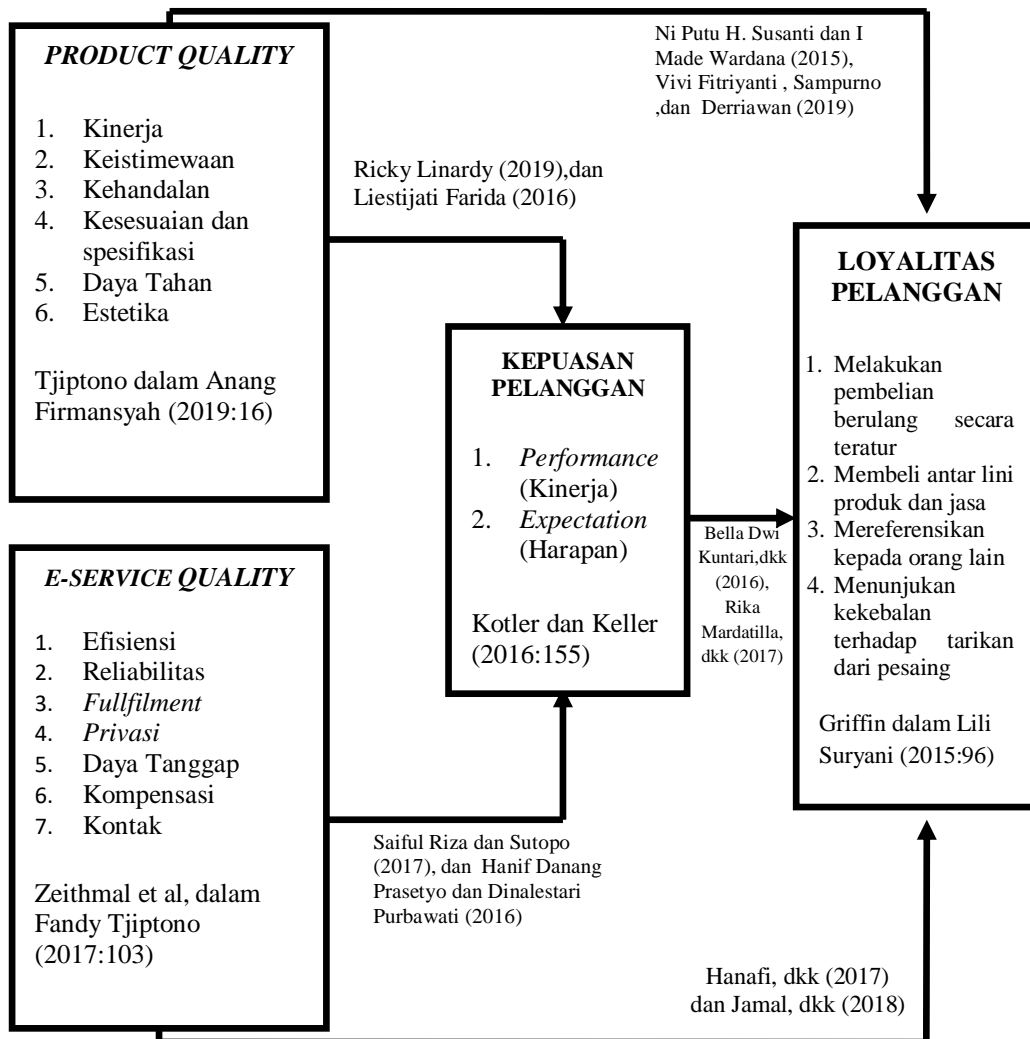 PRODUCT QUALITY
1. Kinerja
2. Keistimewaan
3. Kehandalan
4. Kesesuaian dan
spesifikasi
5. Daya Tahan
6. Estetika
Tjiptono dalam Anang
Firmansyah (2019:16)
Ricky Linardy (2019),dan
Liestijati Farida (2016)
Ni Putu H. Susanti dan I
Made Wardana (2015),
Vivi Fitriyanti , Sampurno
,dan Derriawan (2019)
E-SERVICE QUALITY
1. Efisiensi
2. Reliabilitas
3. Fullfilment
4. Privasi
5. Daya Tanggap
6. Kompensasi
7. Kontak
Zeithmal et al, dalam
Fandy Tjiptono
(2017:103)
KEPUASAN
PELANGGAN
1. Performance
(Kinerja)
2. Expectation
(Harapan)
Kotler dan Keller
(2016:155)
Saiful Riza dan Sutopo
(2017), dan Hanif Danang
Prasetyo dan Dinalestari
Purbawati (2016)
Bella Dwi
Kuntari,dkk
(2016),
Rika
Mardatilla,
dkk (2017)
LOYALITAS
PELANGGAN
1. Melakukan
pembelian
berulang secara
teratur
2. Membeli antar lini
produk dan jasa
3. Mereferensikan
kepada orang lain
4. Menunjukan
kekebalan
terhadap tarikan
dari pesaing
Griffin dalam Lili
Suryani (2015:96)
Hanafi, dkk (2017)
dan Jamal, dkk (2018)